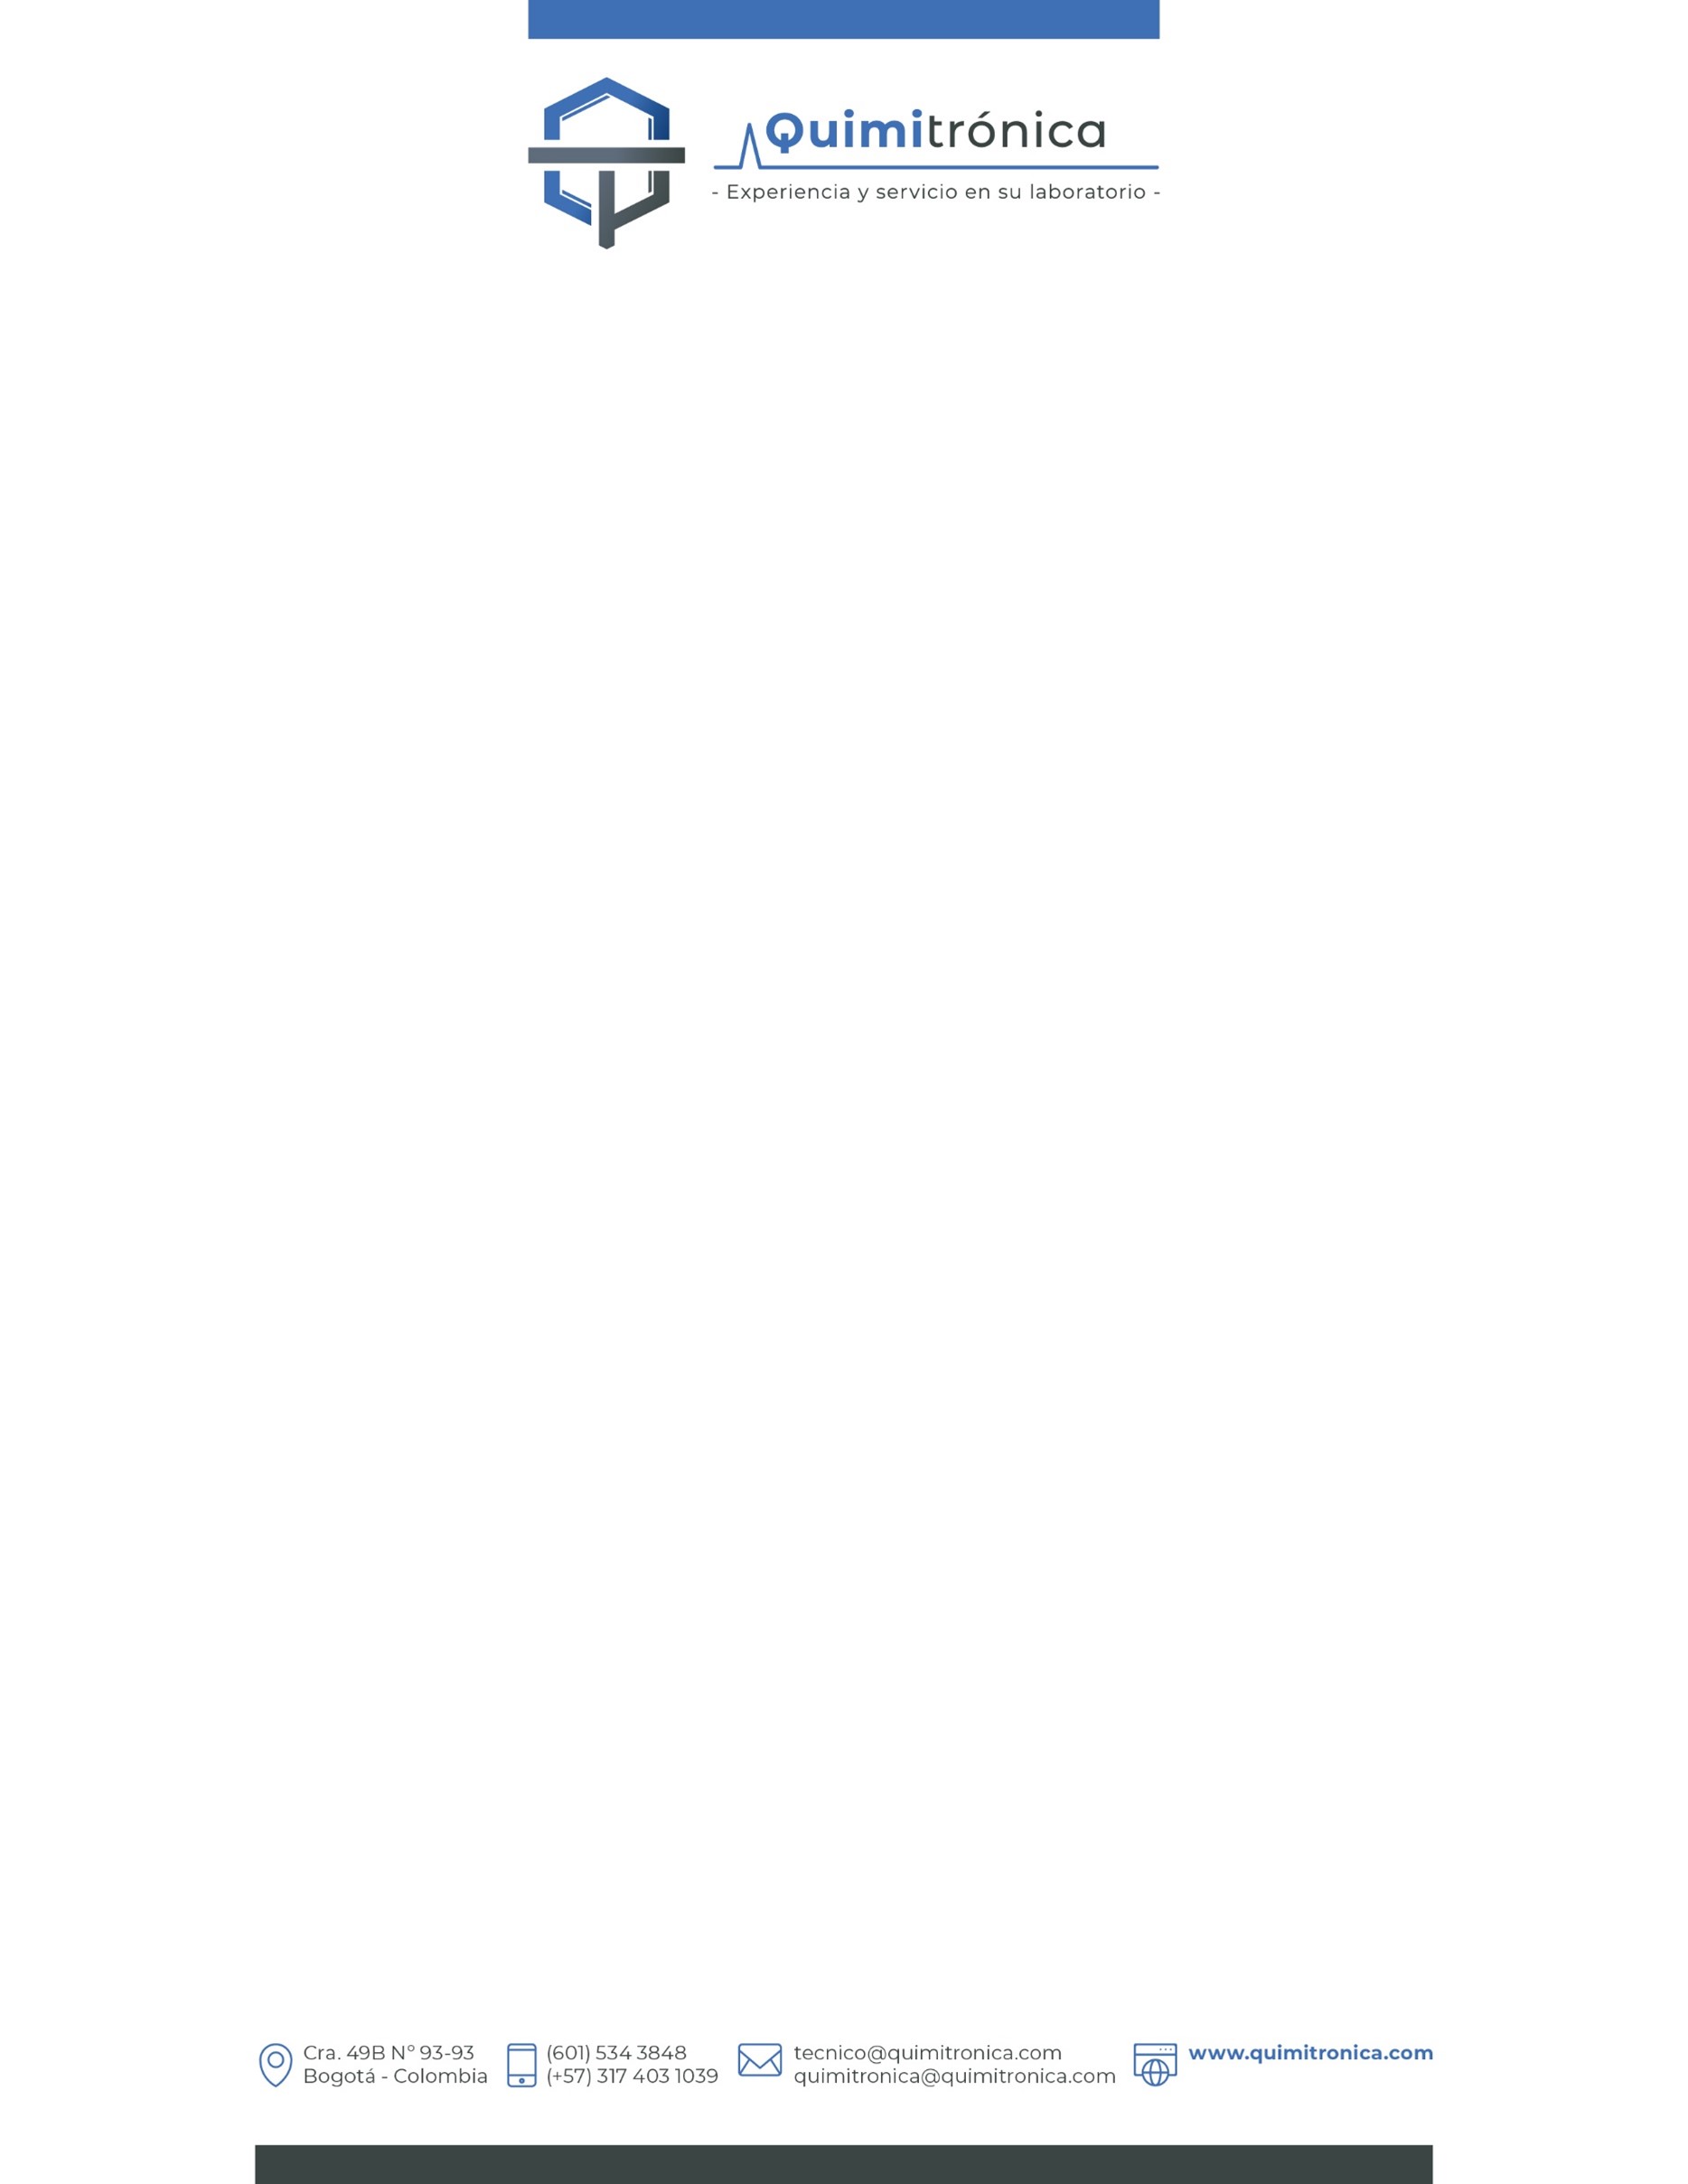 Quimitrónica
- Experiencia y servicio en su laboratorio -
Cra. 49B Nº 93-93
Bogotá - Colombia
(601) 534 3848
(+57) 317 403 1039
tecnico@quimitronica.com
quimitronica@quimitronica.com
www.quimitronica.com